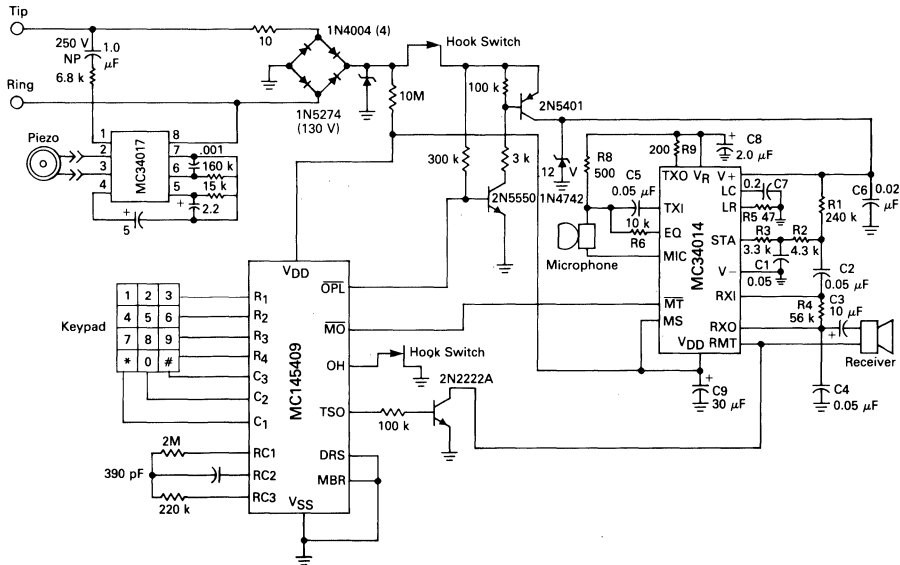 Tip
250 V
NP
1.0
μF
6.8 k
Ring
10
1N4004 (4)
1N5274
(130 V)
Hook Switch
10M
100 k
2N5401
300 k
3 k
2N5550
12 V
1N4742
Piezo
1
2
3
4
MC34017
8
7
6
5
.001
160 k
15 k
+
2.2
+
5
R8
500
C5
0.05 μF
10 k
R6
Microphone
200
R9
+
C8
2.0 μF
TXO
VR
V+
LC
LR
TXI
EQ
STA
MIC
V−
MC34014
RXI
MT
MS
RXO
VDD
RMT
0.2
C7
R5 47
R3
3.3 k
R2
4.3 k
C1
0.05
R1
240 k
C6
0.02
μF
C2
0.05 μF
R4
56 k
C3
10
μF
+
Receiver
C4
0.05 μF
+
C9
30 μF
Keypad
1 2 3
4 5 6
7 8 9
* 0 #
VDD
R1
R2
R3
R4
C3
C2
C1
RC1
RC2
RC3
MC145409
OPL
MO
OH
TSO
DRS
MBR
VSS
Hook Switch
2N2222A
100 k
2M
390 pF
220 k